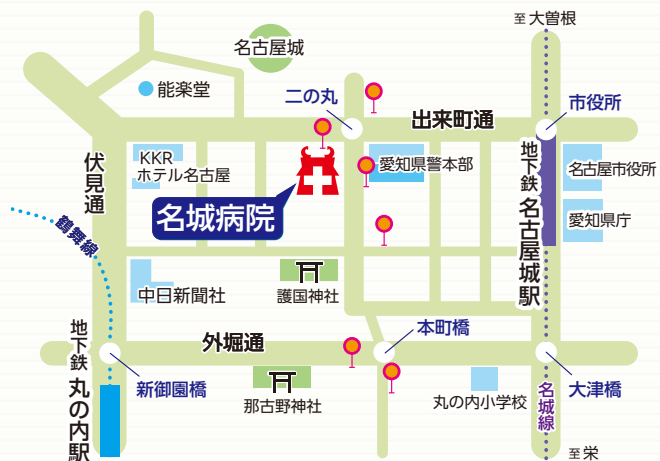 至大曽根
名古屋城
能楽堂
二の丸
出来町通
市役所
KKR
ホテル名古屋
愛知県警本部
地下鉄 名古屋城駅
名古屋市役所
伏見通
名城病院
愛知県庁
鶴舞線
中日新聞社
護国神社
外堀通
本町橋
地下鉄 丸の内駅
新御園橋
那古野神社
丸の内小学校
名城線
大津橋
至栄